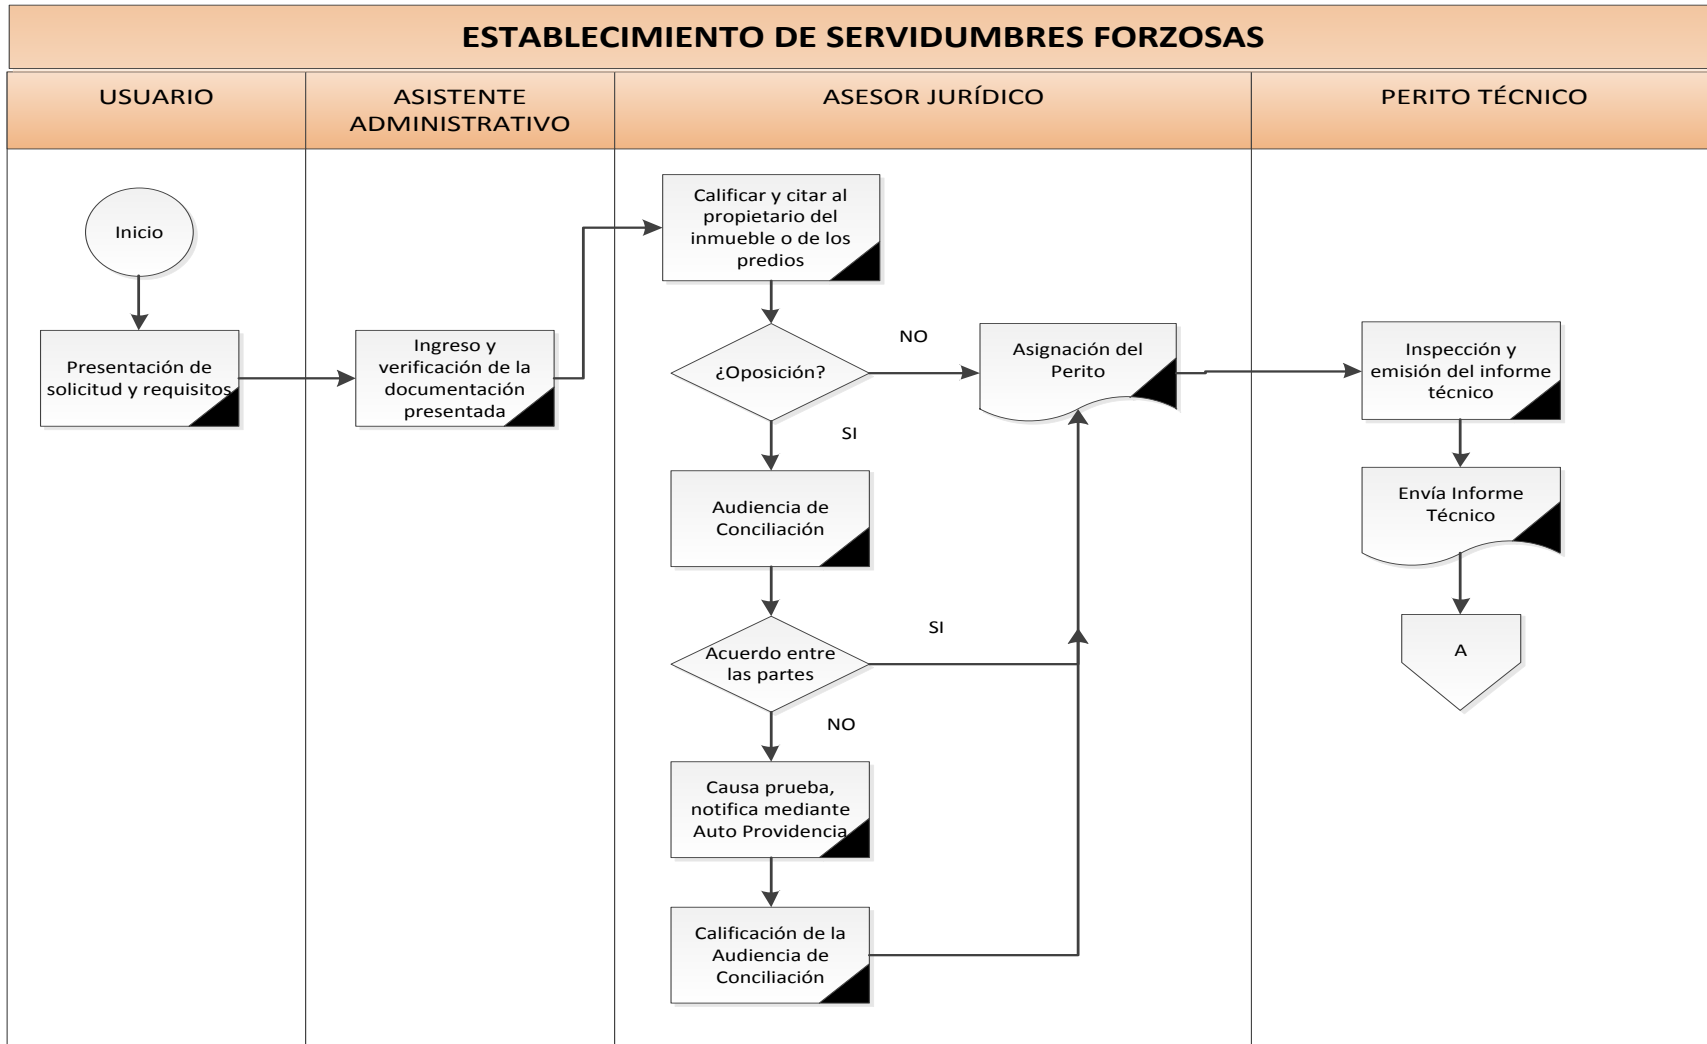 ESTABLECIMIENTO DE SERVIDUMBRES FORZOSAS
USUARIO
ASISTENTE
ADMINISTRATIVO
ASESOR JURÍDICO
PERITO TÉCNICO
Inicio
Presentación de
solicitud y requisitos
Ingreso y
verificación de la
documentación
presentada
Calificar y citar al
propietario del
inmueble o de los
predios
¿Oposición?
NO
SI
Asignación del
Perito
Audiencia de
Conciliación
Acuerdo entre
las partes
SI
NO
Causa prueba,
notifica mediante
Auto Providencia
Calificación de la
Audiencia de
Conciliación
Inspección y
emisión del informe
técnico
Envía Informe
Técnico
A